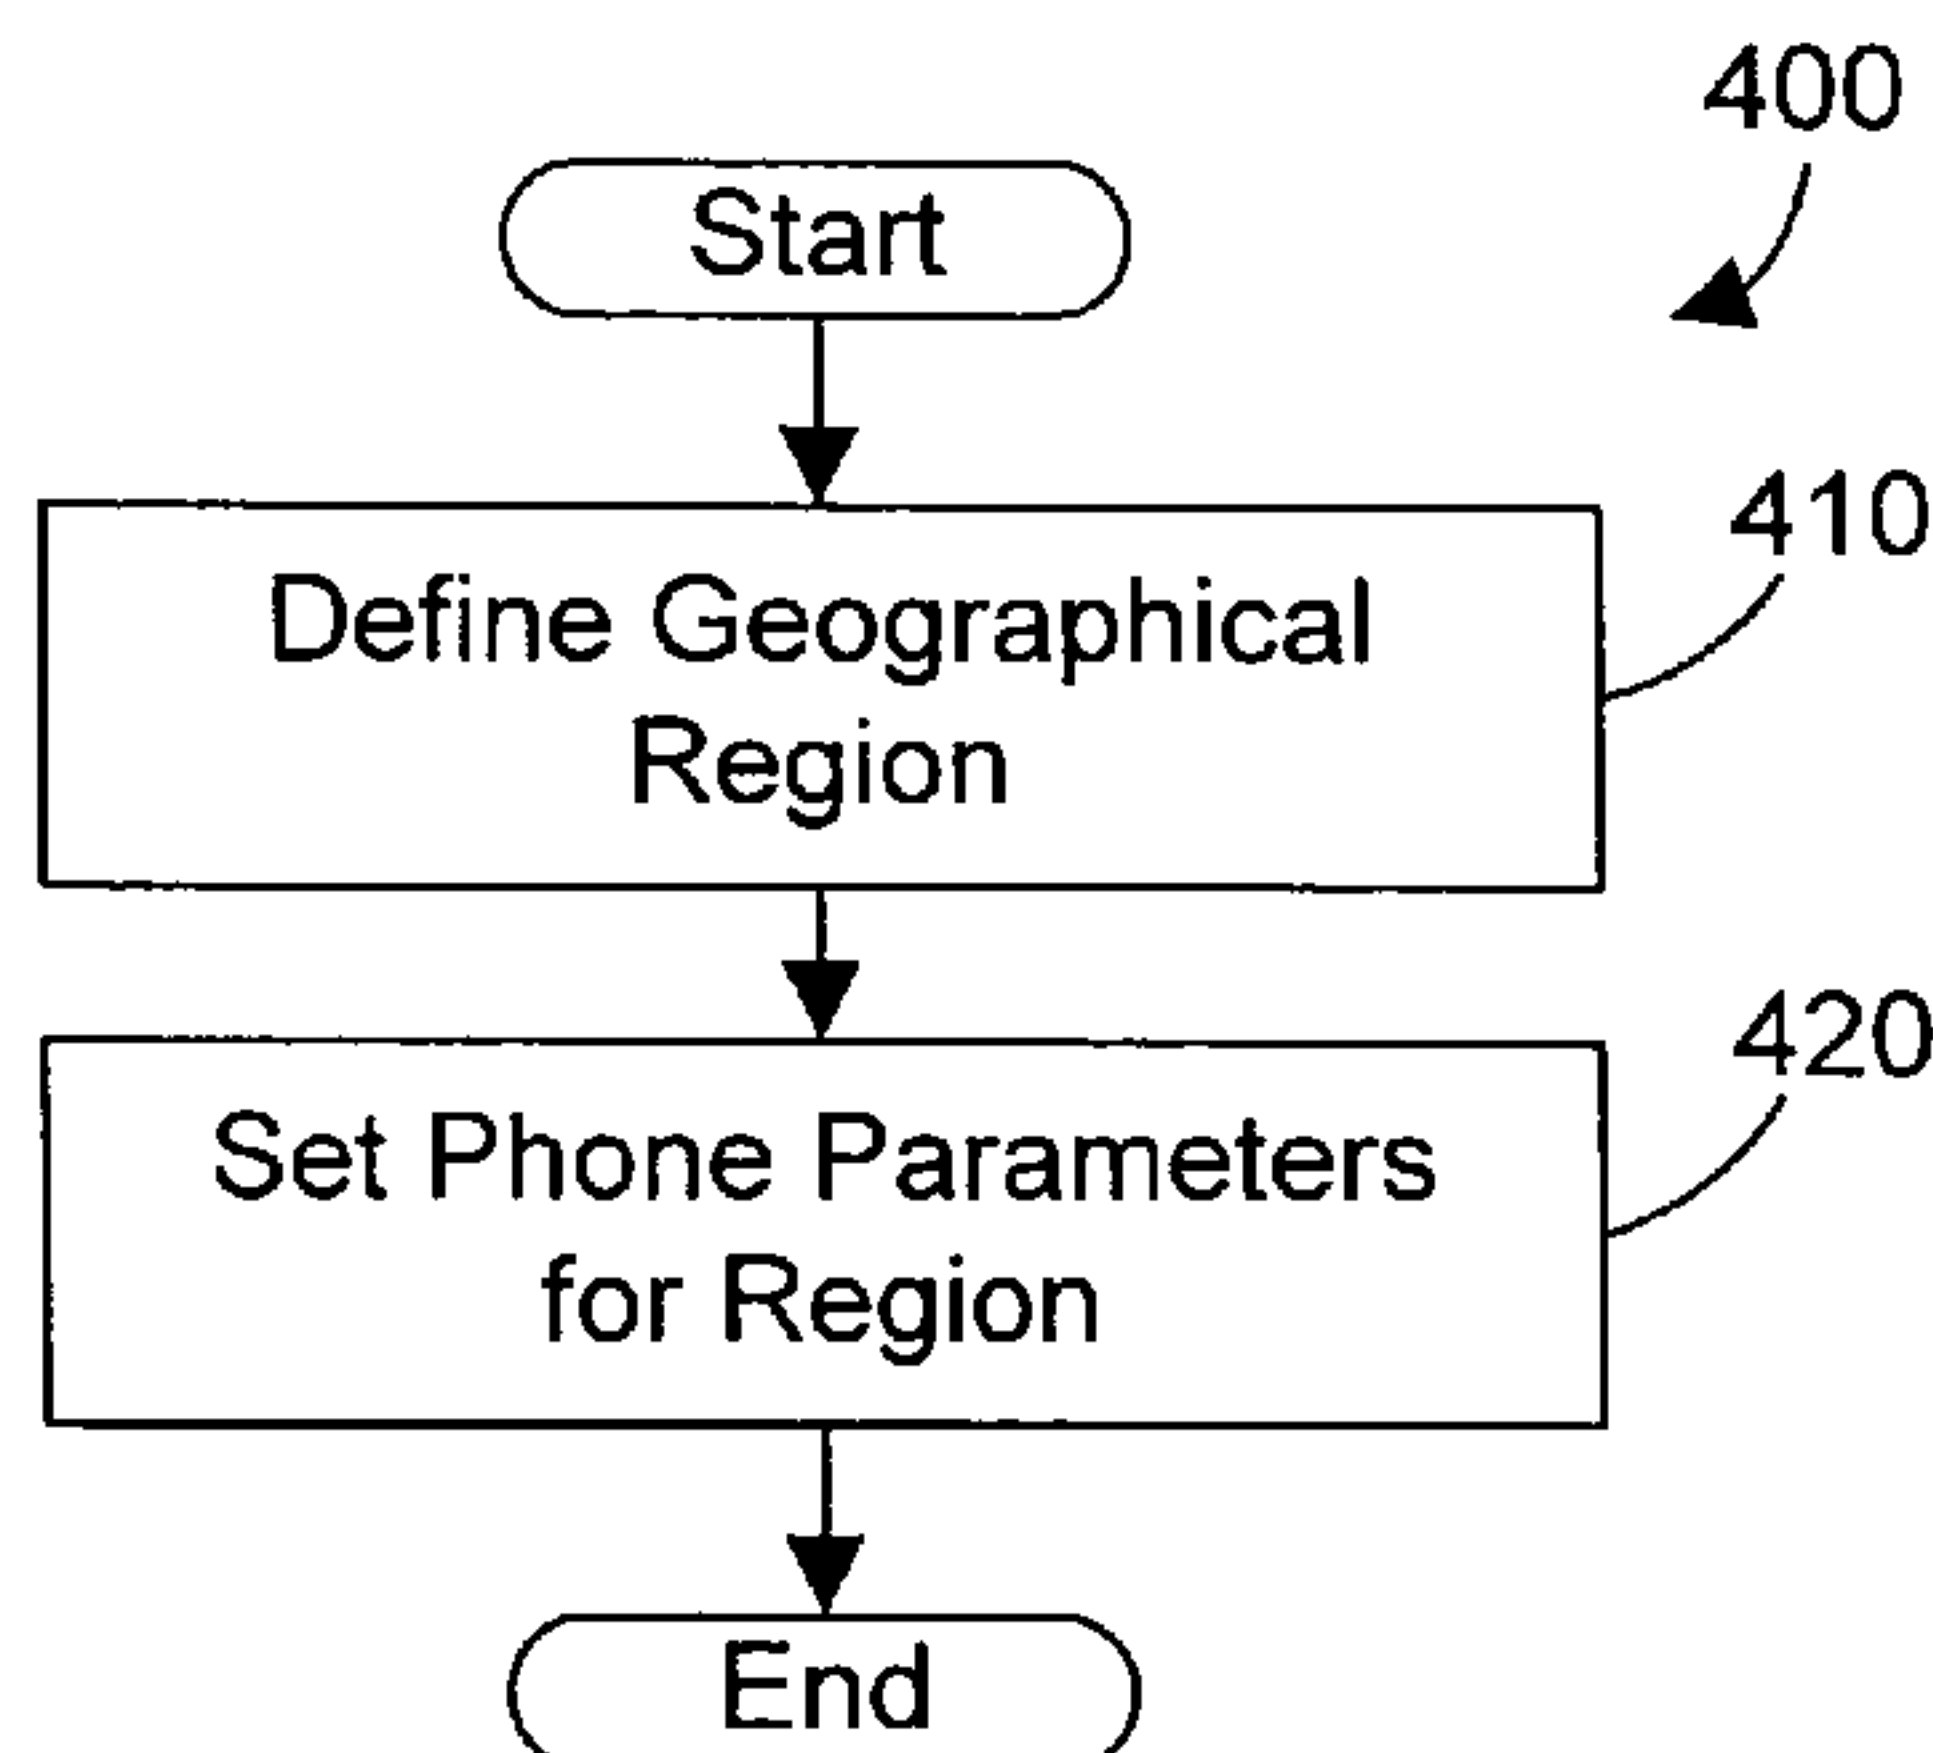 400
Start
410
Define Geographical
Region
420
Set Phone Parameters
for Region
End